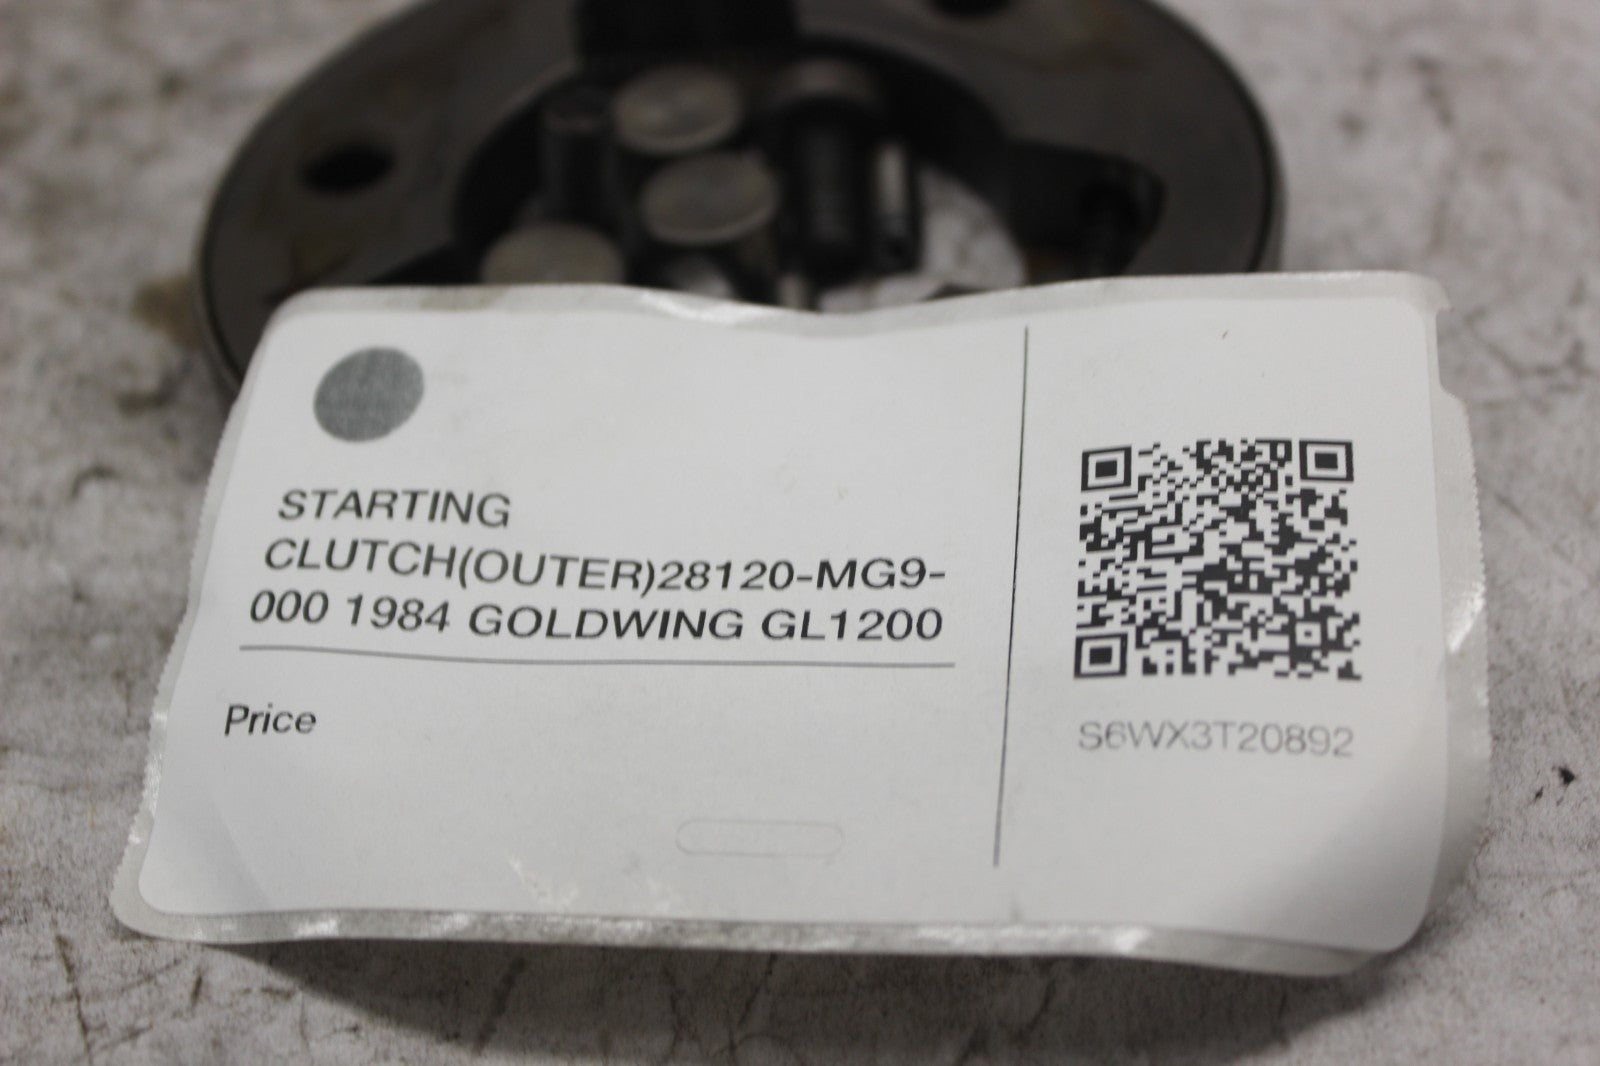 STARTING
CLUTCH(OUTER)28120-MG9-
000 1984 GOLDWING GL1200
Price
S6WX3T20892